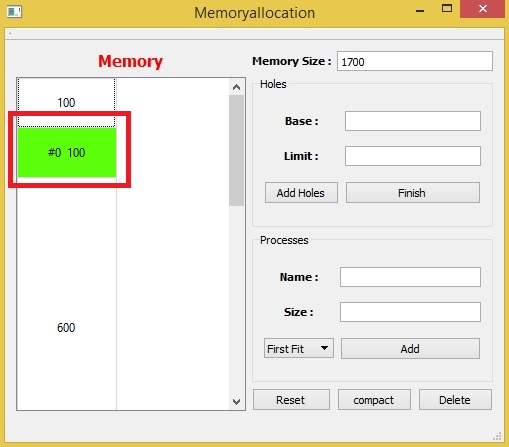 Memoryallocation
Memory
100
#0 100
600
Memory Size :
1700
Holes
Base :
Limit :
Add Holes
Finish
Processes
Name :
Size :
First Fit
Add
Reset
compact
Delete